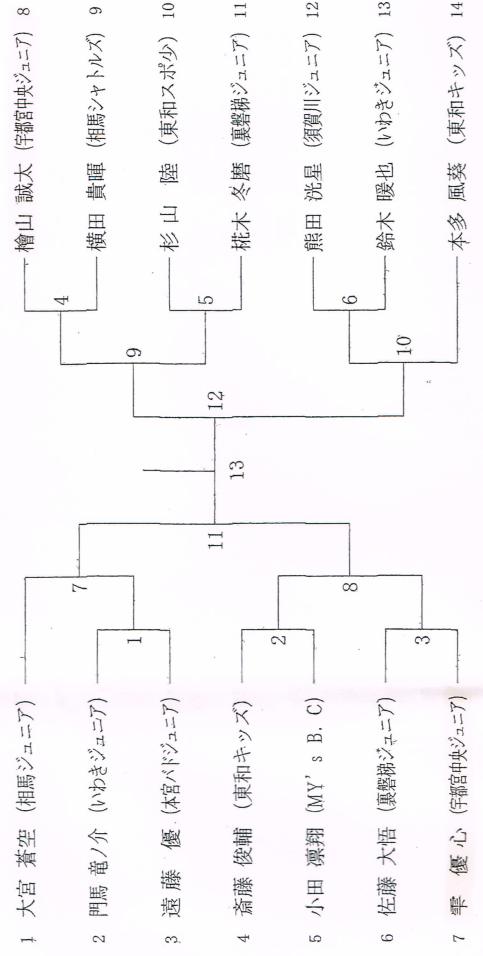 1 大宮 蒼空 (相馬ジュニア)
2 門馬 竜ノ介 (いわきジュニア)
3 遠藤 優 (本宮バドジュニア)
4 斎藤 俊輔 (東和キッズ)
5 小田 凛翔 (MY's B.C)
6 佐藤 大悟 (裏磐梯ジュニア)
7 雫 優心 (宇都宮中央ジュニア)
7
1
2
8
3
11
13
12
9
4
5
10
6
檜山 誠太 (宇都宮中央ジュニア) 8
横田 貴暉 (相馬シャトルズ) 9
杉山 陸 (東和スポ少) 10
椛木 冬磨 (裏磐梯ジュニア) 11
熊田 洸星 (須賀川ジュニア) 12
鈴木 暖也 (いわきジュニア) 13
本多 風葵 (東和キッズ) 14